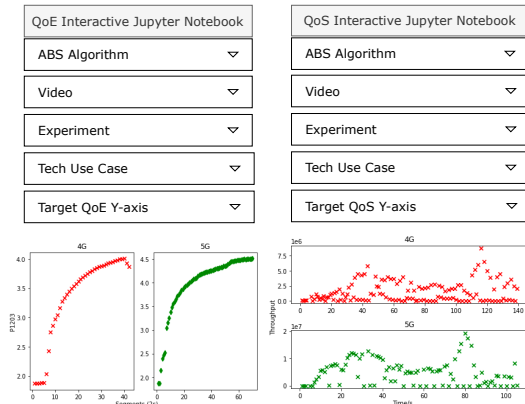 QoE Interactive Jupyter Notebook
ABS Algorithm
Video
Experiment
Tech Use Case
Target QoE Y-axis
4G
5G
4.0
3.5
3.0
2.5
2.0
P1203
0
20
40
4.5
4.0
3.5
3.0
2.5
2.0
0
20
40
60
Segments (2s)
QoS Interactive Jupyter Notebook
ABS Algorithm
Video
Experiment
Tech Use Case
Target QoS Y-axis
1e6
4G
7.5
5.0
2.5
0.0
0
20
40
60
80
100
120
140
Throughput
1e7
5G
2
1
0
0
20
40
60
80
100
Time/s